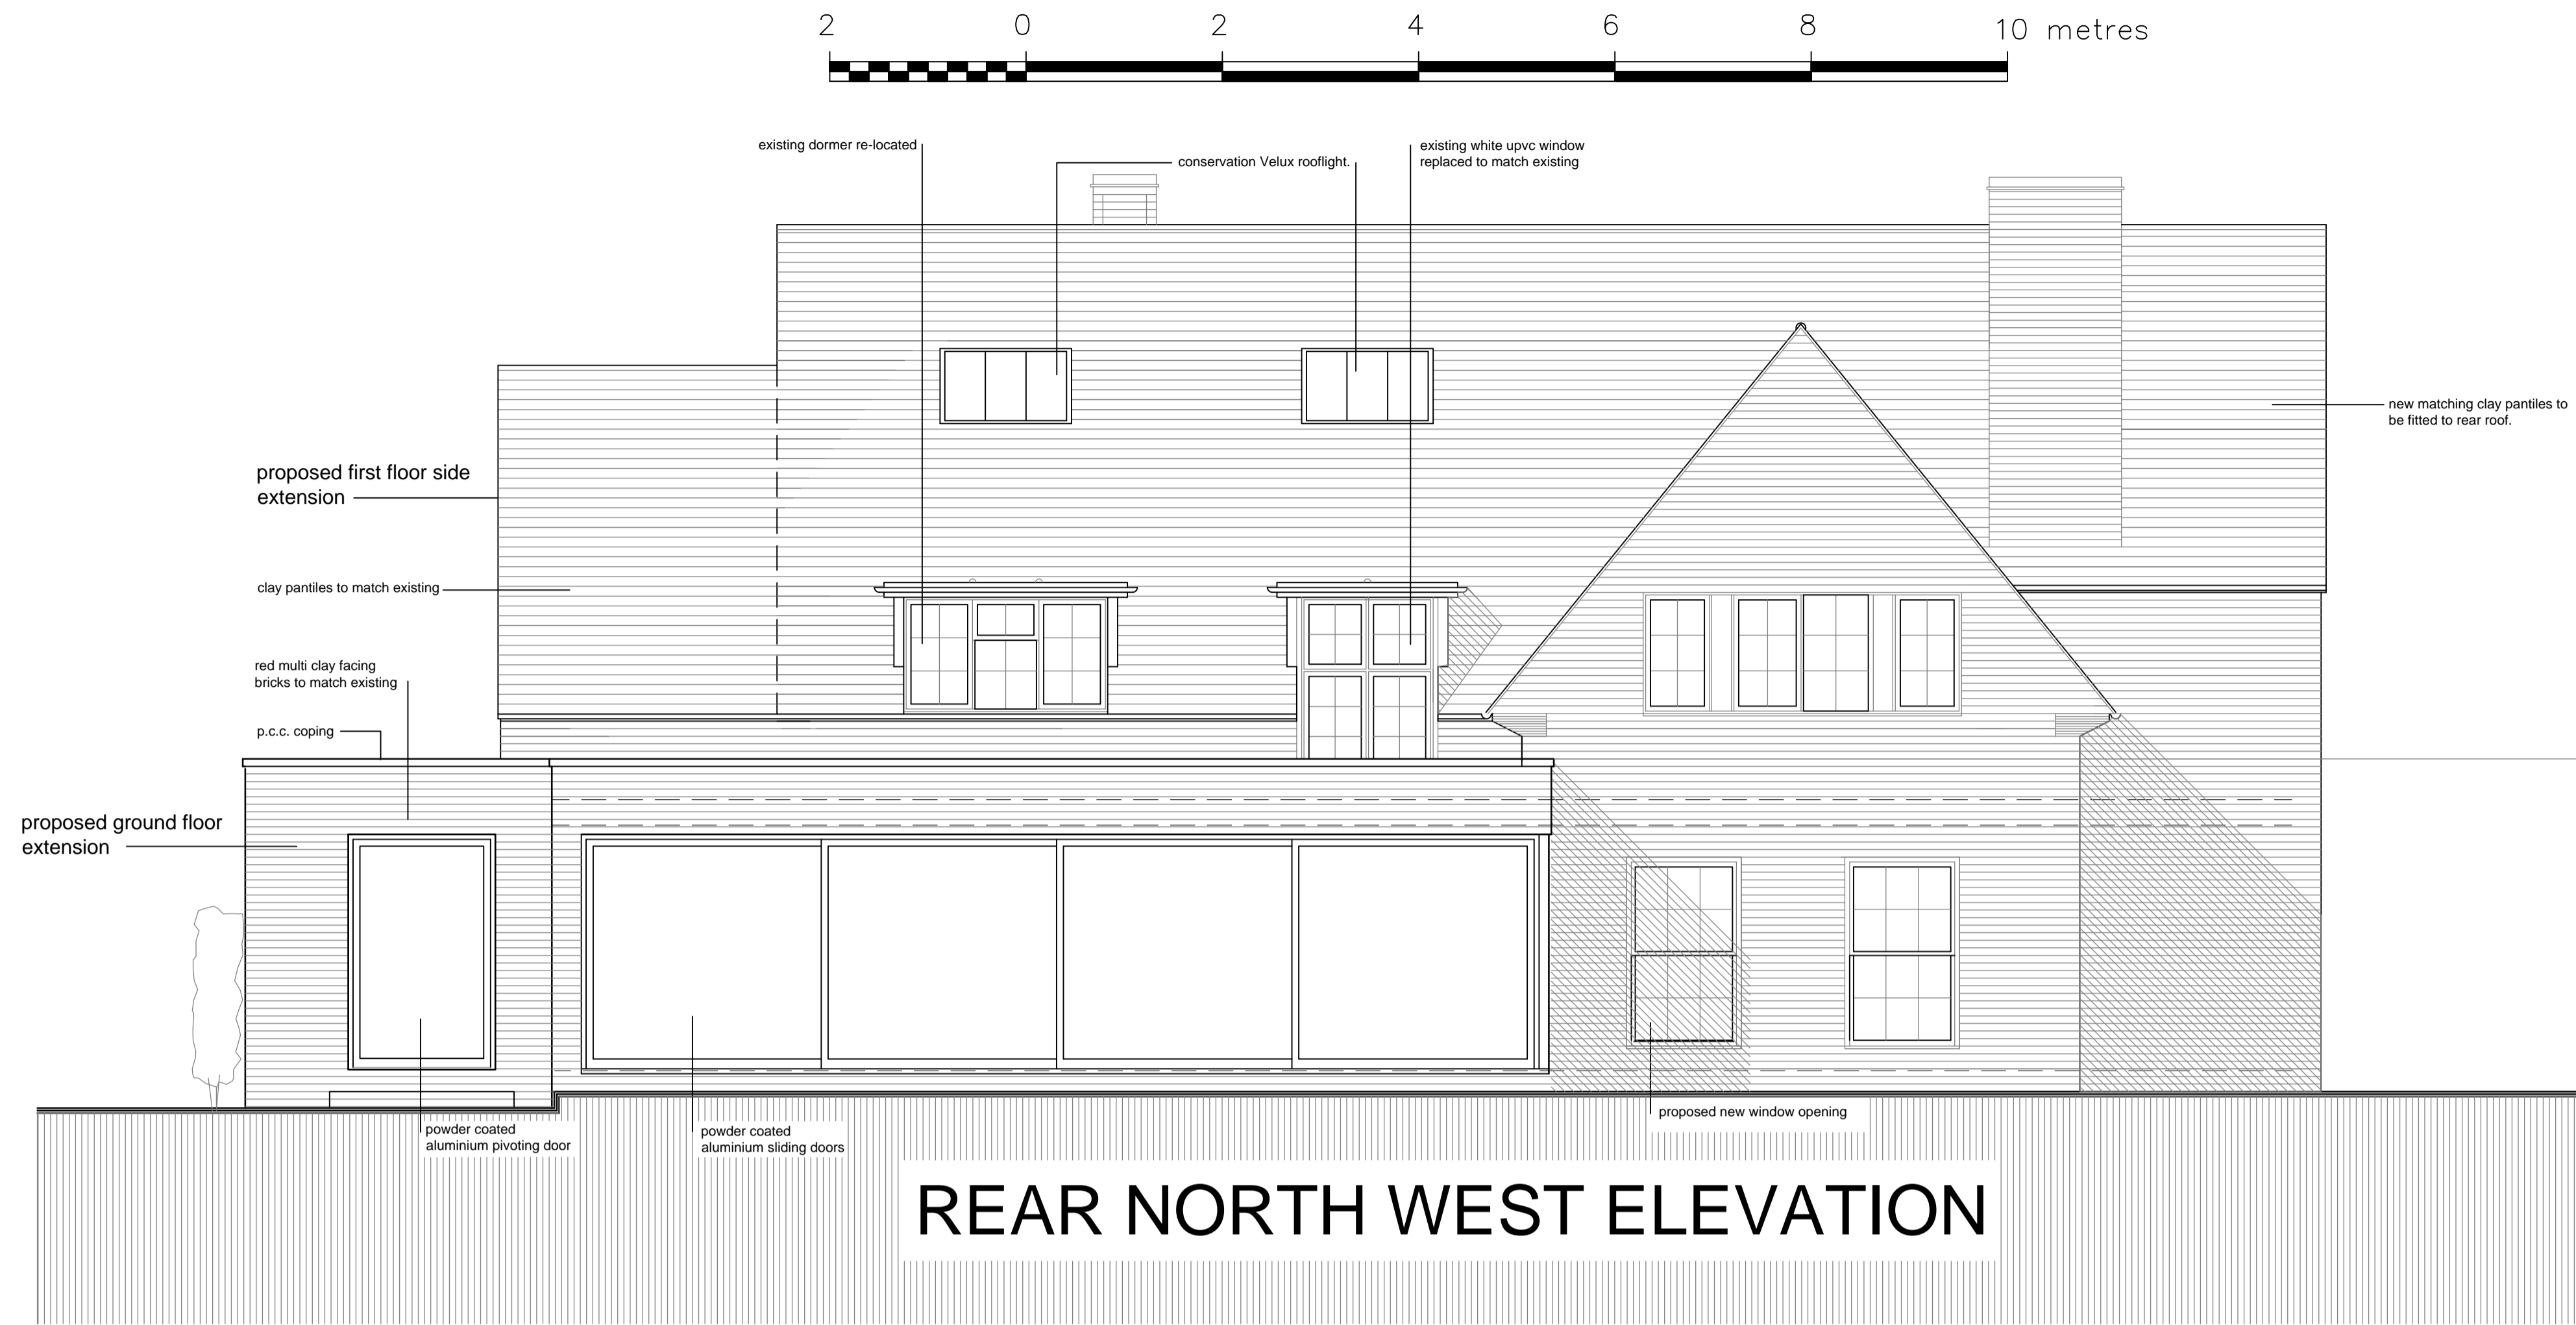 2 0 2 4 6 8 10 metres
existing dormer re-located
conservation Velux rooflight.
existing white upvc window
replaced to match existing
new matching clay pantiles to
be fitted to rear roof.
proposed first floor side
extension
clay pantiles to match existing
red multi clay facing
bricks to match existing
p.c.c. coping
proposed ground floor
extension
powder coated
aluminium pivoting door
powder coated
aluminium sliding doors
proposed new window opening
REAR NORTH WEST ELEVATION